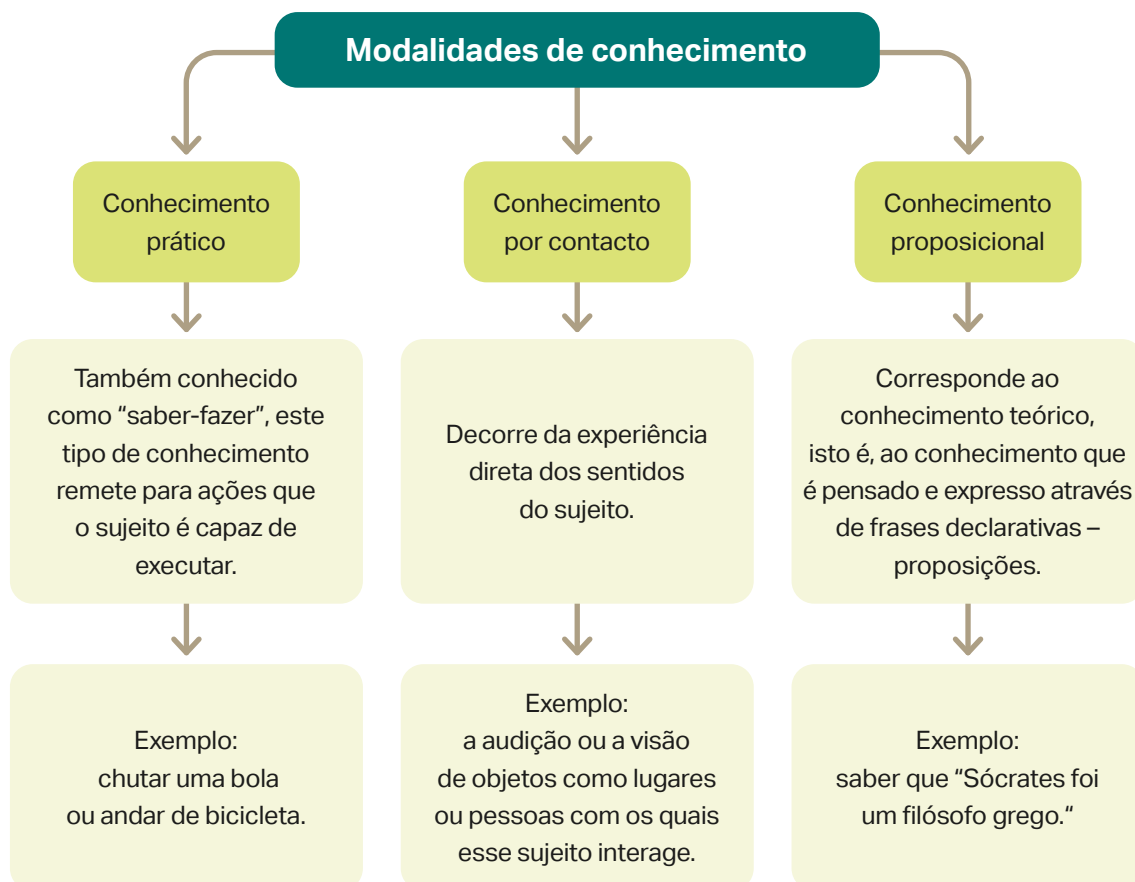 Modalidades de conhecimento
Conhecimento
prático
Conhecimento
por contacto
Conhecimento
proposicional
Também conhecido
como “saber-fazer”, este
tipo de conhecimento
remete para ações que
o sujeito é capaz de
executar.
Decorre da experiência
direta dos sentidos
do sujeito.
Corresponde ao
conhecimento teórico,
isto é, ao conhecimento que
é pensado e expresso através
de frases declarativas –
proposições.
Exemplo:
chutar uma bola
ou andar de bicicleta.
Exemplo:
a audição ou a visão
de objetos como lugares
ou pessoas com os quais
esse sujeito interage.
Exemplo:
saber que “Sócrates foi
um filósofo grego.“